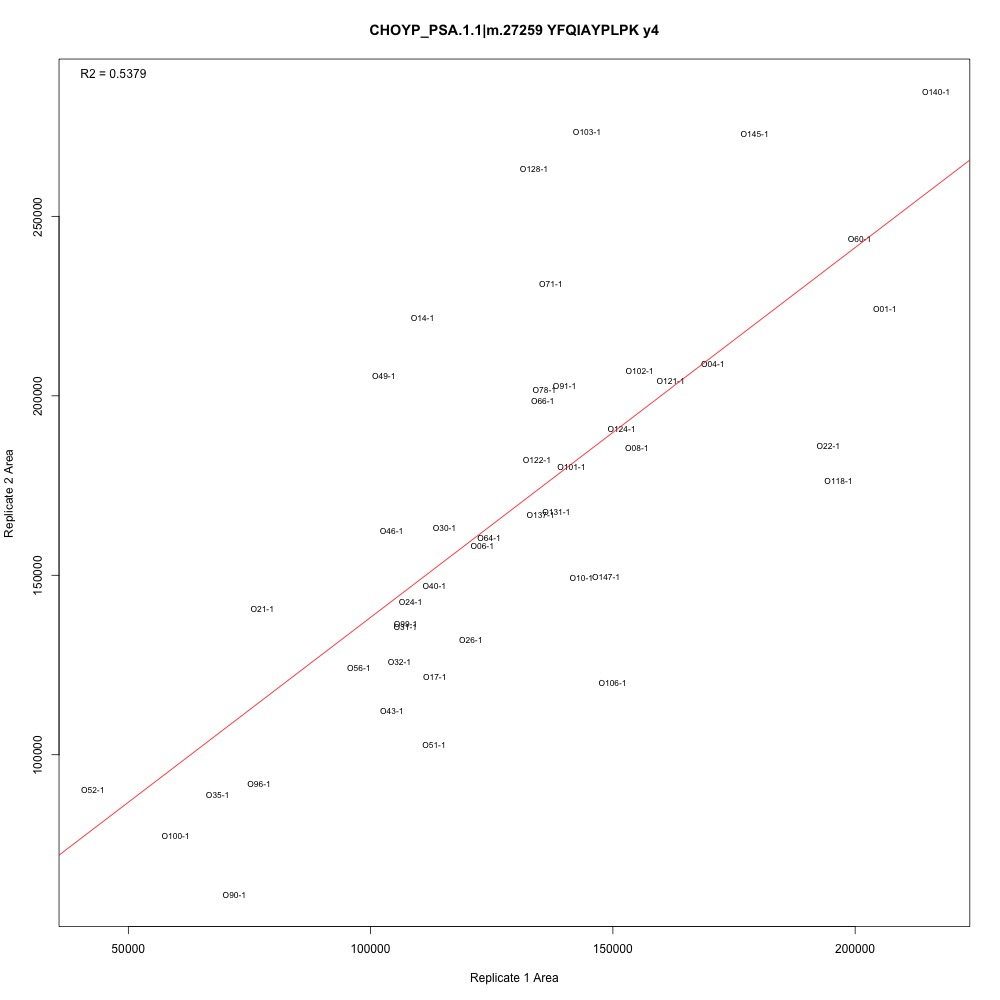 CHOYP_PSA.1.1|m.27259 YFQIAYPLPK y4
R2 = 0.5379
O140-1
O103-1
O145-1
O128-1
O60-1
O71-1
O01-1
O14-1
O04-1
O102-1
O49-1
O121-1
O91-1
O78-1
O66-1
O124-1
O22-1
O08-1
O122-1
O101-1
O118-1
O131-1
O137-1
O30-1
O46-1
O64-1
O06-1
O147-1
O10-1
O40-1
O24-1
O21-1
O99-1
O31-1
O26-1
O32-1
O56-1
O17-1
O106-1
O43-1
O51-1
O96-1
O52-1
O35-1
O100-1
O90-1
250000
200000
150000
100000
Replicate 2 Area
50000 100000 150000 200000
Replicate 1 Area